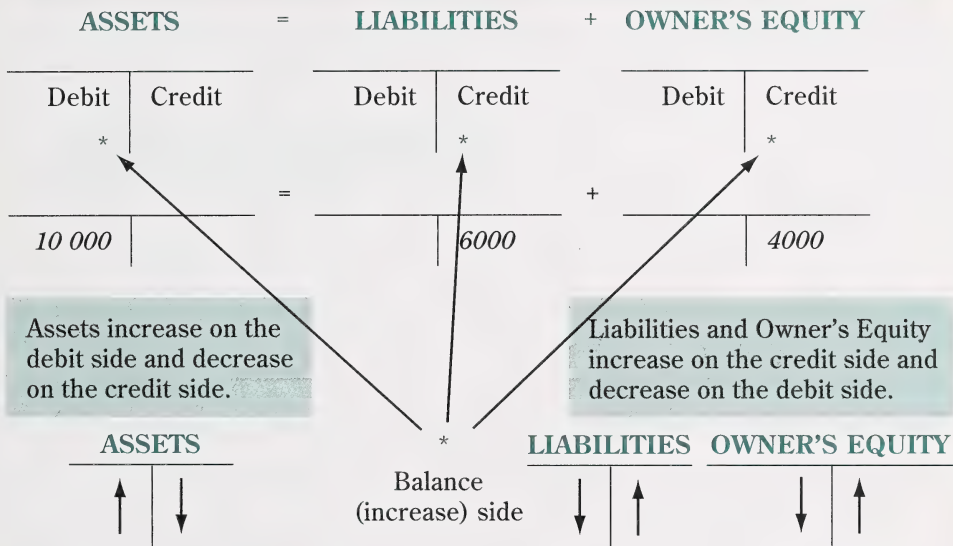 ASSETS = LIABILITIES + OWNER'S EQUITY
Debit Credit Debit Credit Debit Credit
* * *
= +
10 000 6000 4000
Assets increase on the
debit side and decrease
on the credit side.
Liabilities and Owner's Equity
increase on the credit side and
decrease on the debit side.
ASSETS * LIABILITIES OWNER'S EQUITY
Balance
(increase) side